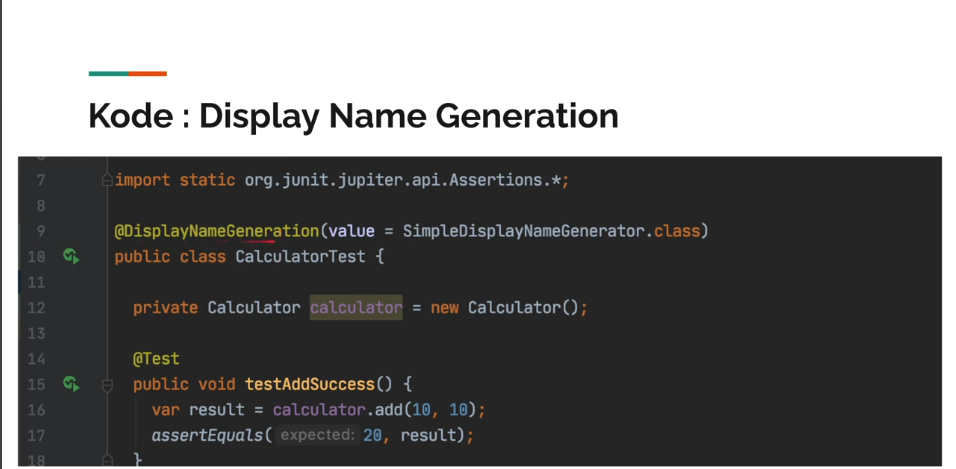 Kode : Display Name Generation
7 import static org.junit.jupiter.api.Assertions.*;
8
9 @DisplayNameGeneration(value = SimpleDisplayNameGenerator.class)
10 public class CalculatorTest {
11
12 private Calculator calculator = new Calculator();
13
14 @Test
15 public void testAddSuccess() {
16 var result = calculator.add(10, 10);
17 assertEquals( expected: 20, result);
18 }